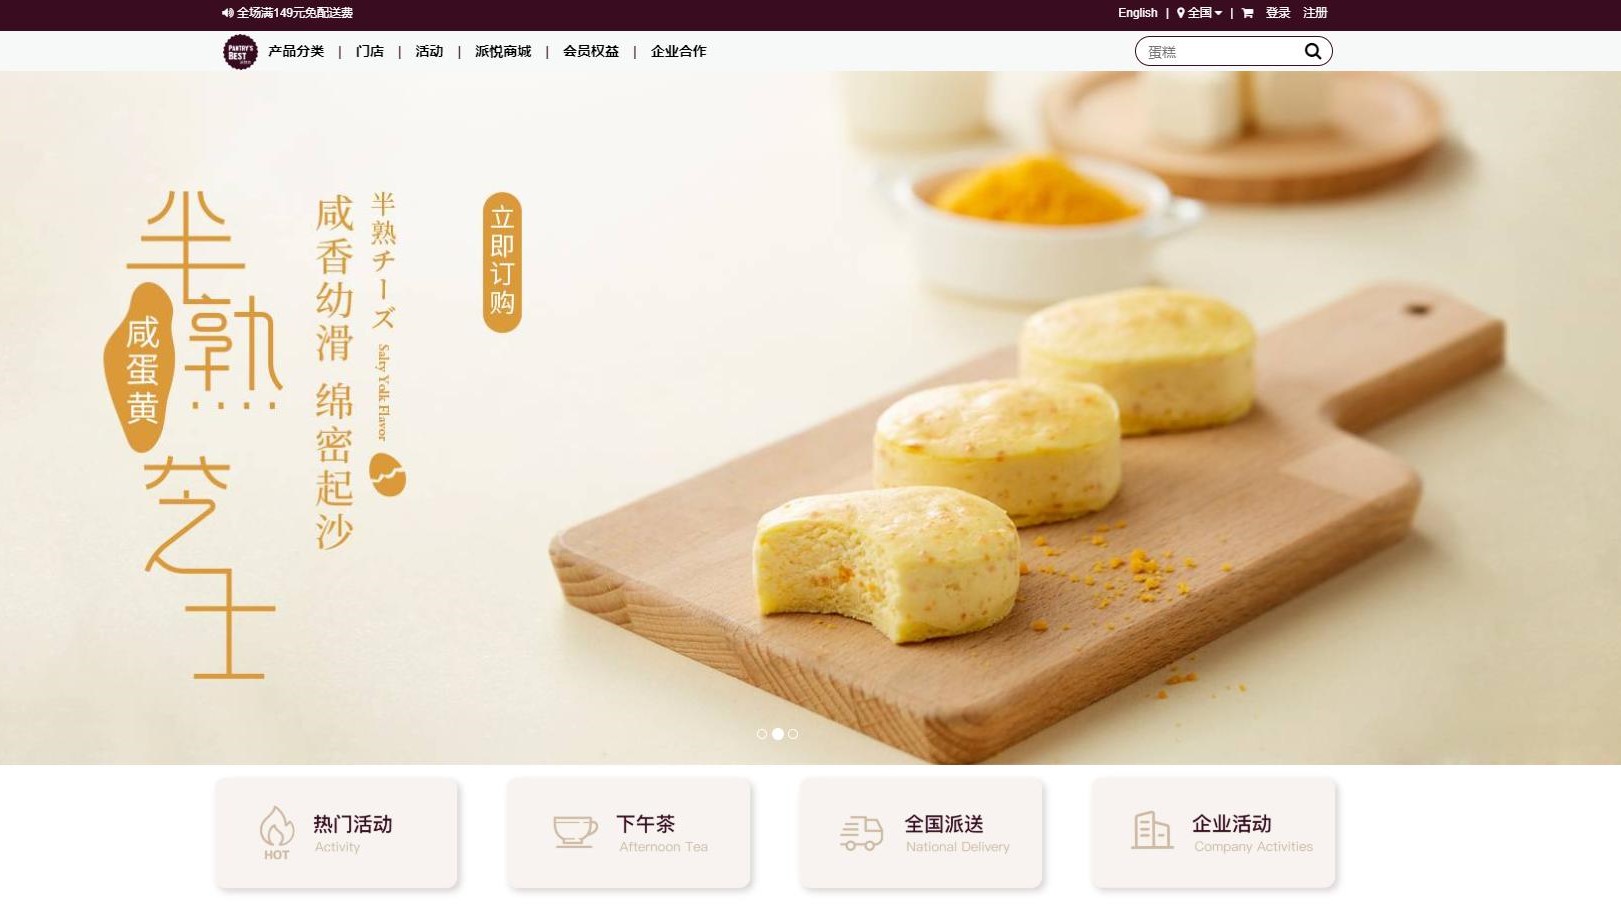 全场满149元免配送费
English | 全国 | 登录 注册
PANTRY'S
BEST
产品分类 | 门店 | 活动 | 派悦商城 | 会员权益 | 企业合作
蛋糕
半熟芝士
咸蛋黄
咸香幼滑 绵密起沙
半熟チーズ Salty Yolk Flavor
立即订购
HOT
热门活动
Activity
下午茶
Afternoon Tea
全国派送
National Delivery
企业活动
Company Activities